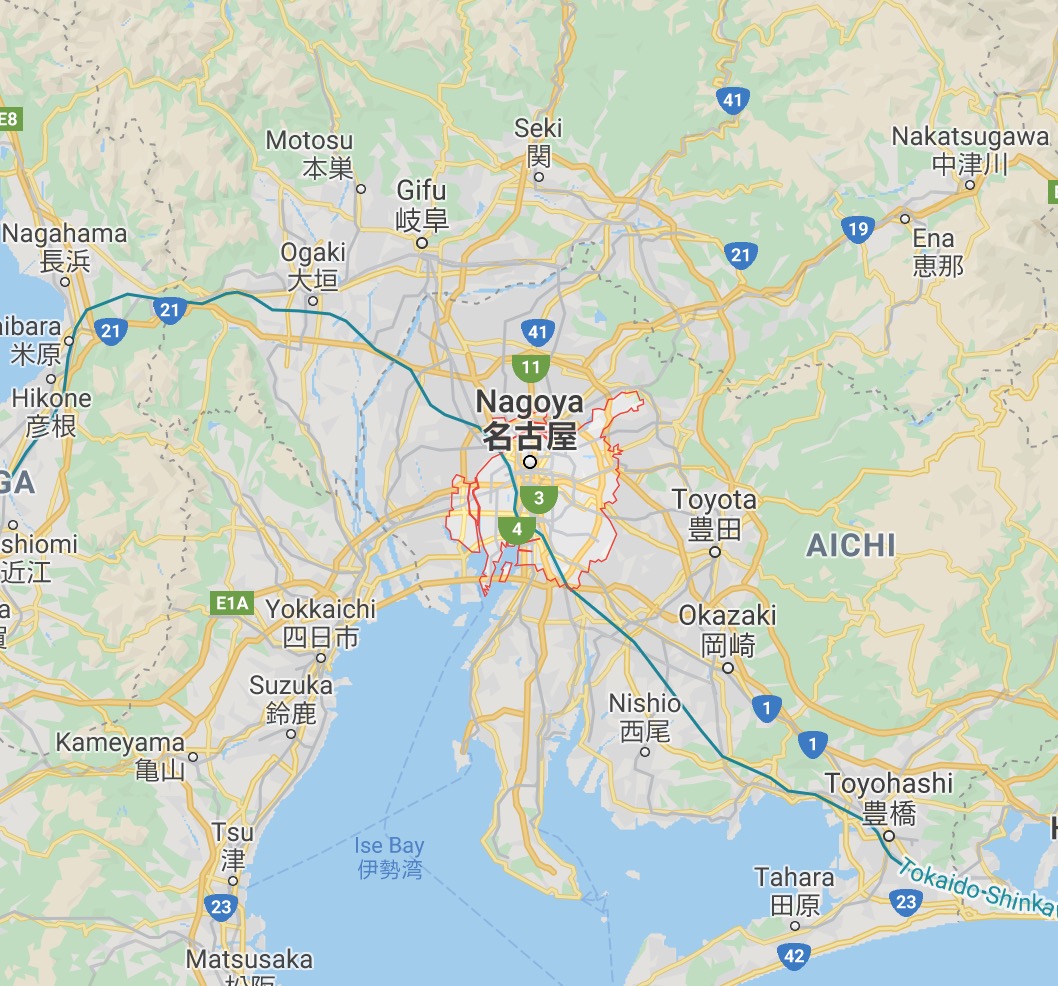 41
E8
Seki
関
Motosu
本巣
Nakatsugawa
中津川
Gifu
岐阜
Nagahama
長浜
19
Ena
恵那
Ogaki
大垣
21
21
21
aibara
米原
41
11
Hikone
彦根
Nagoya
名古屋
GA
3
4
Toyota
豊田
AICHI
shiomi
近江
E1A
Yokkaichi
四日市
Okazaki
岡崎
Suzuka
鈴鹿
Nishio
西尾
1
1
Kameyama
亀山
Toyohashi
豊橋
Tsu
津
Ise Bay
伊勢湾
Tokaido Shinka
Tahara
田原
23
23
42
Matsusaka
松阪